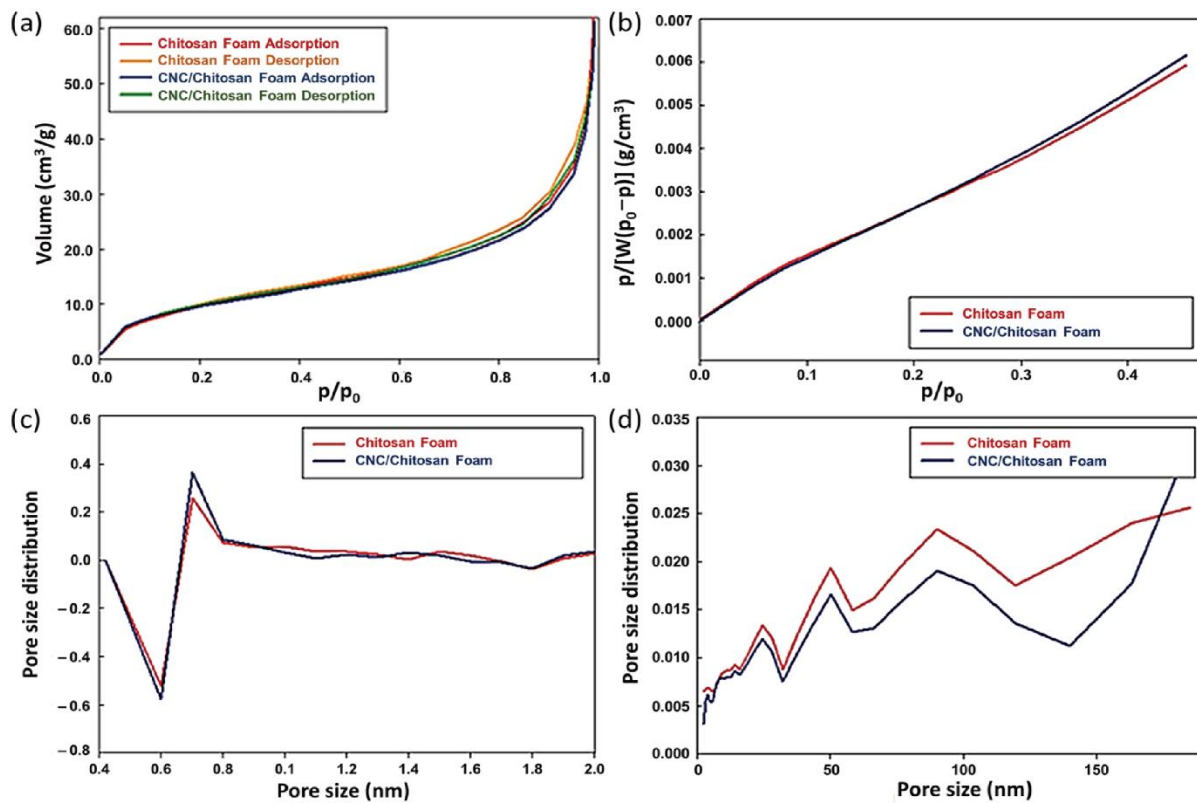 (a)
Chitosan Foam Adsorption
Chitosan Foam Desorption
CNC/Chitosan Foam Adsorption
CNC/Chitosan Foam Desorption
Volume (cm³/g)
60.0
50.0
40.0
30.0
20.0
10.0
0.0
0.0 0.2 0.4 0.6 0.8 1.0
p/p₀
(b)
p/[W(p₀−p)] (g/cm³)
0.007
0.006
0.005
0.004
0.003
0.002
0.001
0.000
Chitosan Foam
CNC/Chitosan Foam
0.0 0.1 0.2 0.3 0.4
p/p₀
(c)
Pore size distribution
0.6
0.4
0.2
0.0
−0.2
−0.4
−0.6
−0.8
Chitosan Foam
CNC/Chitosan Foam
0.4 0.6 0.8 1.0 1.2 1.4 1.6 1.8 2.0
Pore size (nm)
(d)
Pore size distribution
0.035
0.030
0.025
0.020
0.015
0.010
0.005
0.000
Chitosan Foam
CNC/Chitosan Foam
0 50 100 150
Pore size (nm)